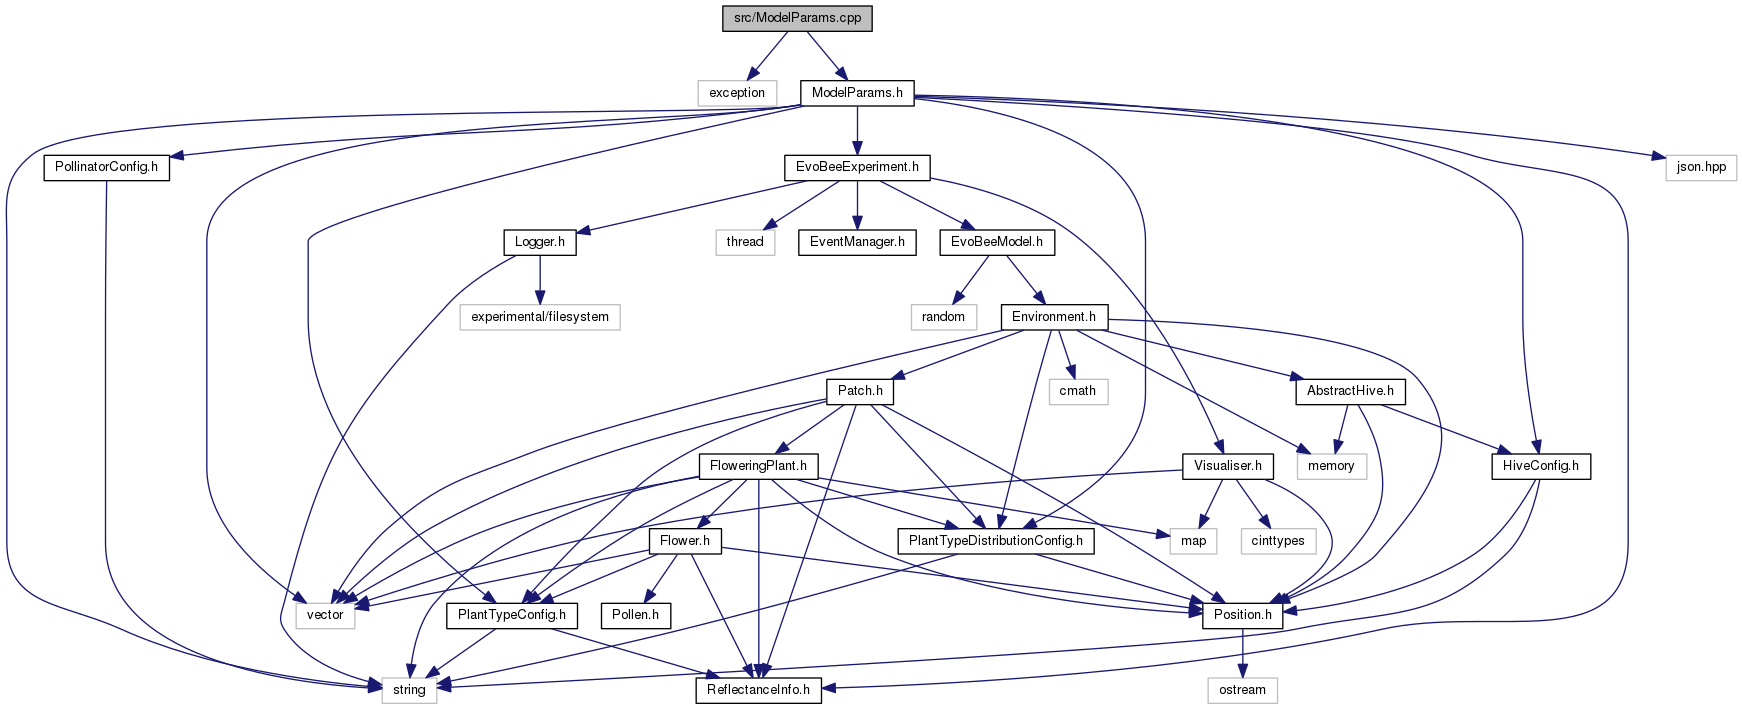 src/ModelParams.cpp
exception
ModelParams.h
PollinatorConfig.h
EvoBeeExperiment.h
json.hpp
Logger.h
thread
EventManager.h
EvoBeeModel.h
experimental/filesystem
random
Environment.h
Patch.h
cmath
AbstractHive.h
FloweringPlant.h
Visualiser.h
memory
HiveConfig.h
Flower.h
PlantTypeDistributionConfig.h
map
cinttypes
vector
PlantTypeConfig.h
Pollen.h
Position.h
string
ReflectanceInfo.h
ostream